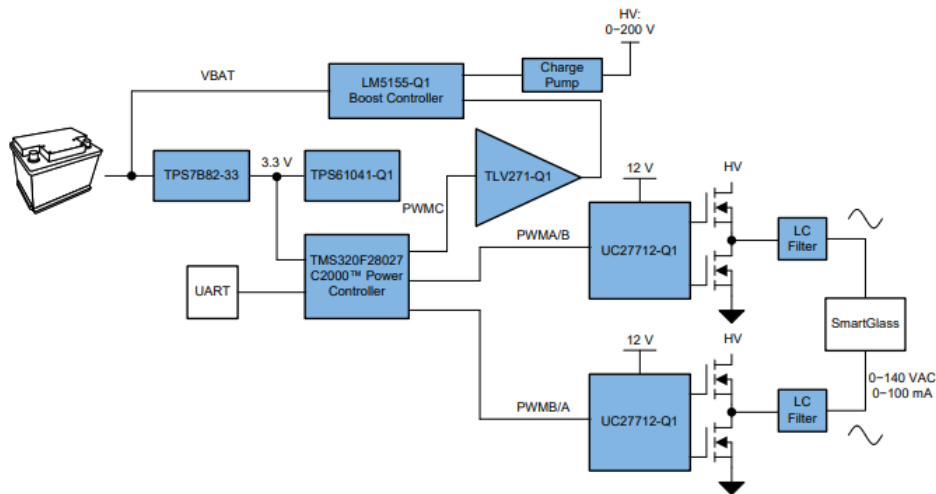 HV:
0−200 V
VBAT
LM5155-Q1
Boost Controller
Charge
Pump
TPS7B82-33
3.3 V
TPS61041-Q1
TLV271-Q1
PWMC
12 V
HV
UC27712-Q1
LC
Filter
PWMA/B
TMS320F28027
C2000™ Power
Controller
UART
SmartGlass
12 V
HV
0−140 VAC
0−100 mA
UC27712-Q1
LC
Filter
PWMB/A